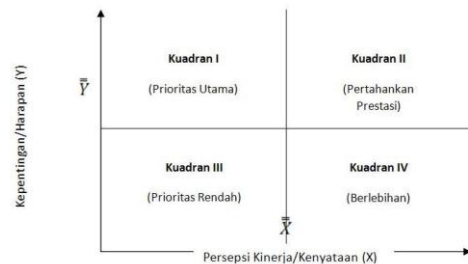 Kepentingan/Harapan (Y)
Y̿
Kuadran I
(Prioritas Utama)
Kuadran II
(Pertahankan
Prestasi)
Kuadran III
(Prioritas Rendah)
Kuadran IV
(Berlebihan)
X̿
Persepsi Kinerja/Kenyataan (X)